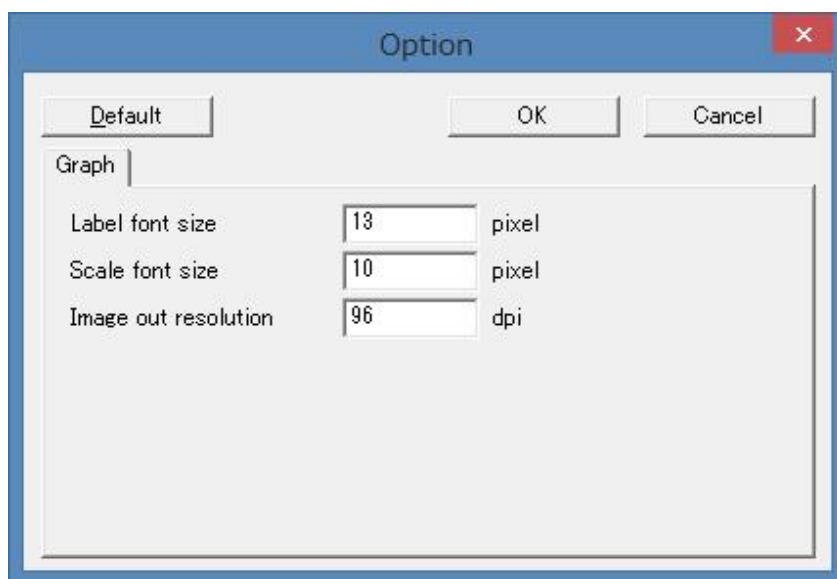 Option
Default OK Cancel
Graph
Label font size 13 pixel
Scale font size 10 pixel
Image out resolution 96 dpi